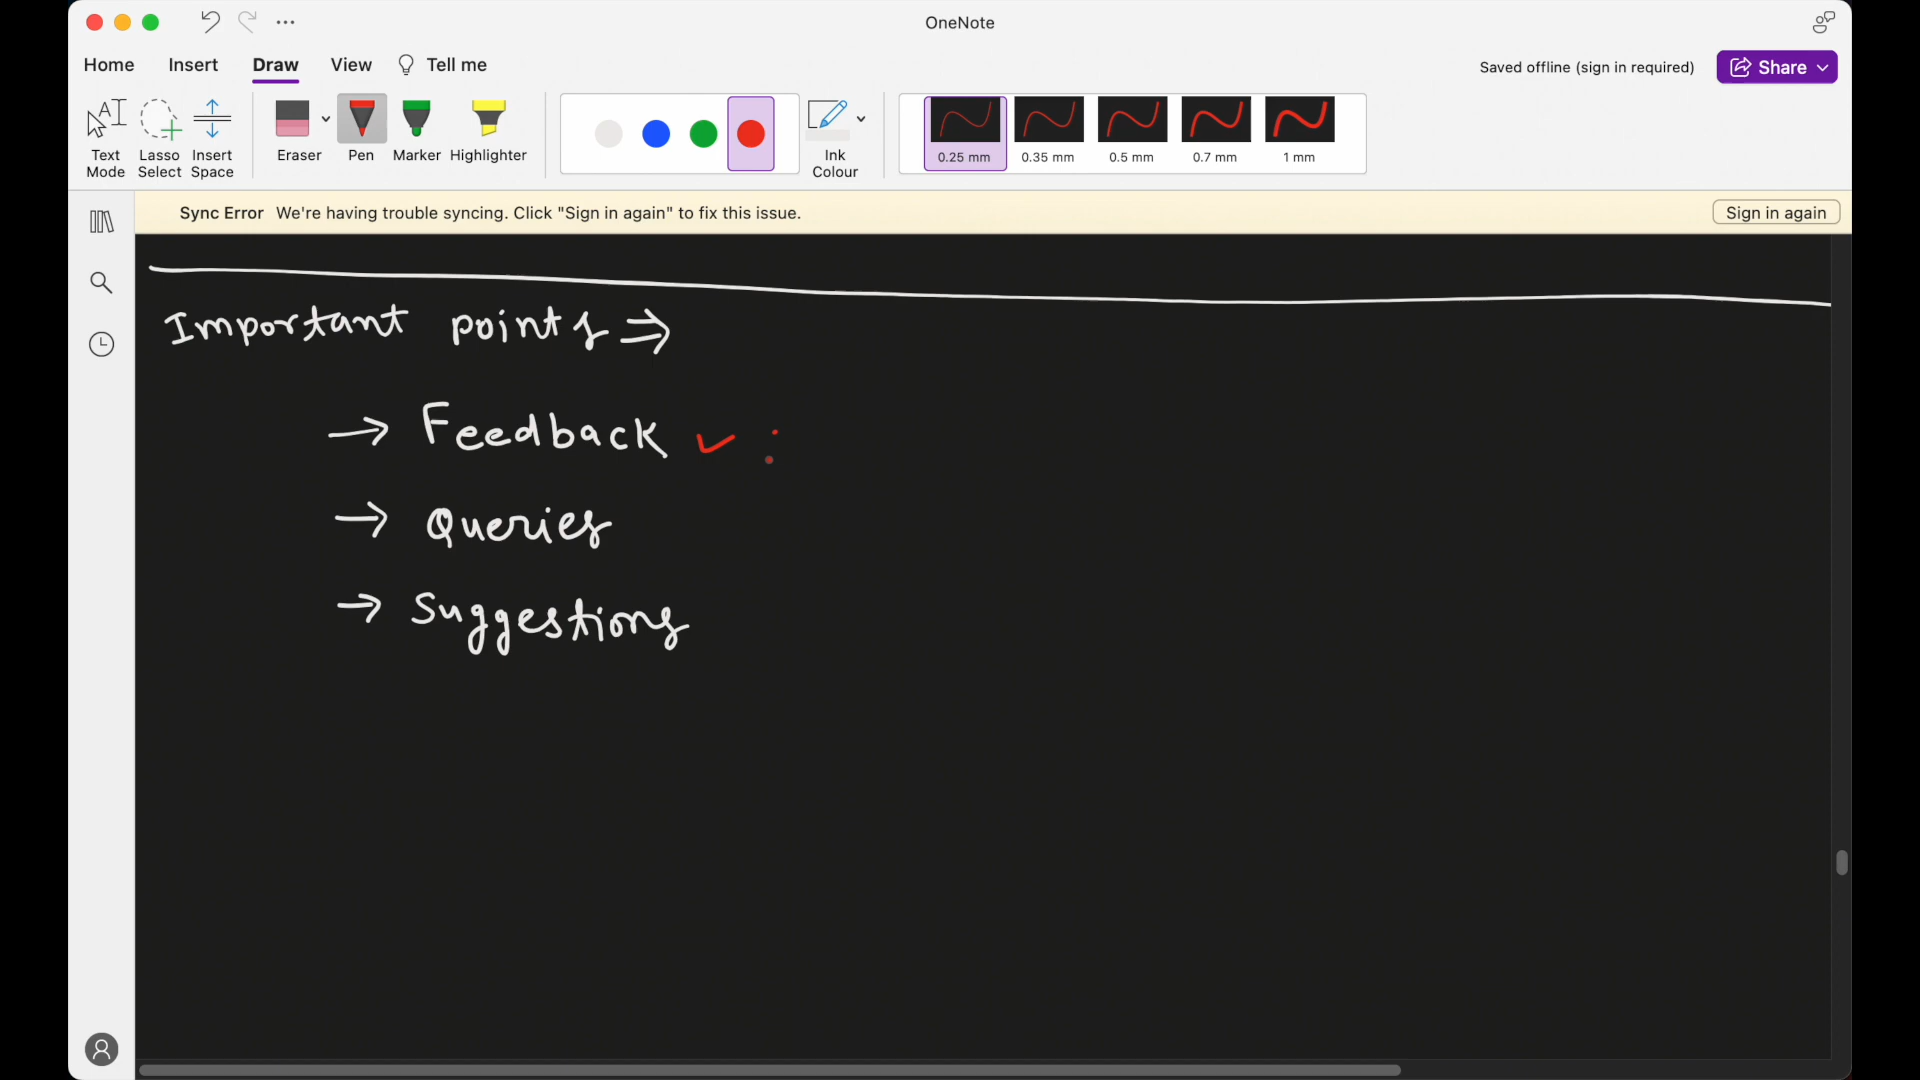 OneNote
Home Insert Draw View Tell me
Saved offline (sign in required) Share
Text Mode
Lasso Select
Insert Space
Eraser
Pen
Marker
Highlighter
Ink Colour
0.25 mm
0.35 mm
0.5 mm
0.7 mm
1 mm
Sync Error We're having trouble syncing. Click "Sign in again" to fix this issue. Sign in again
Important points ⇒
→ Feedback ✓ :
→ Queries
→ Suggestions